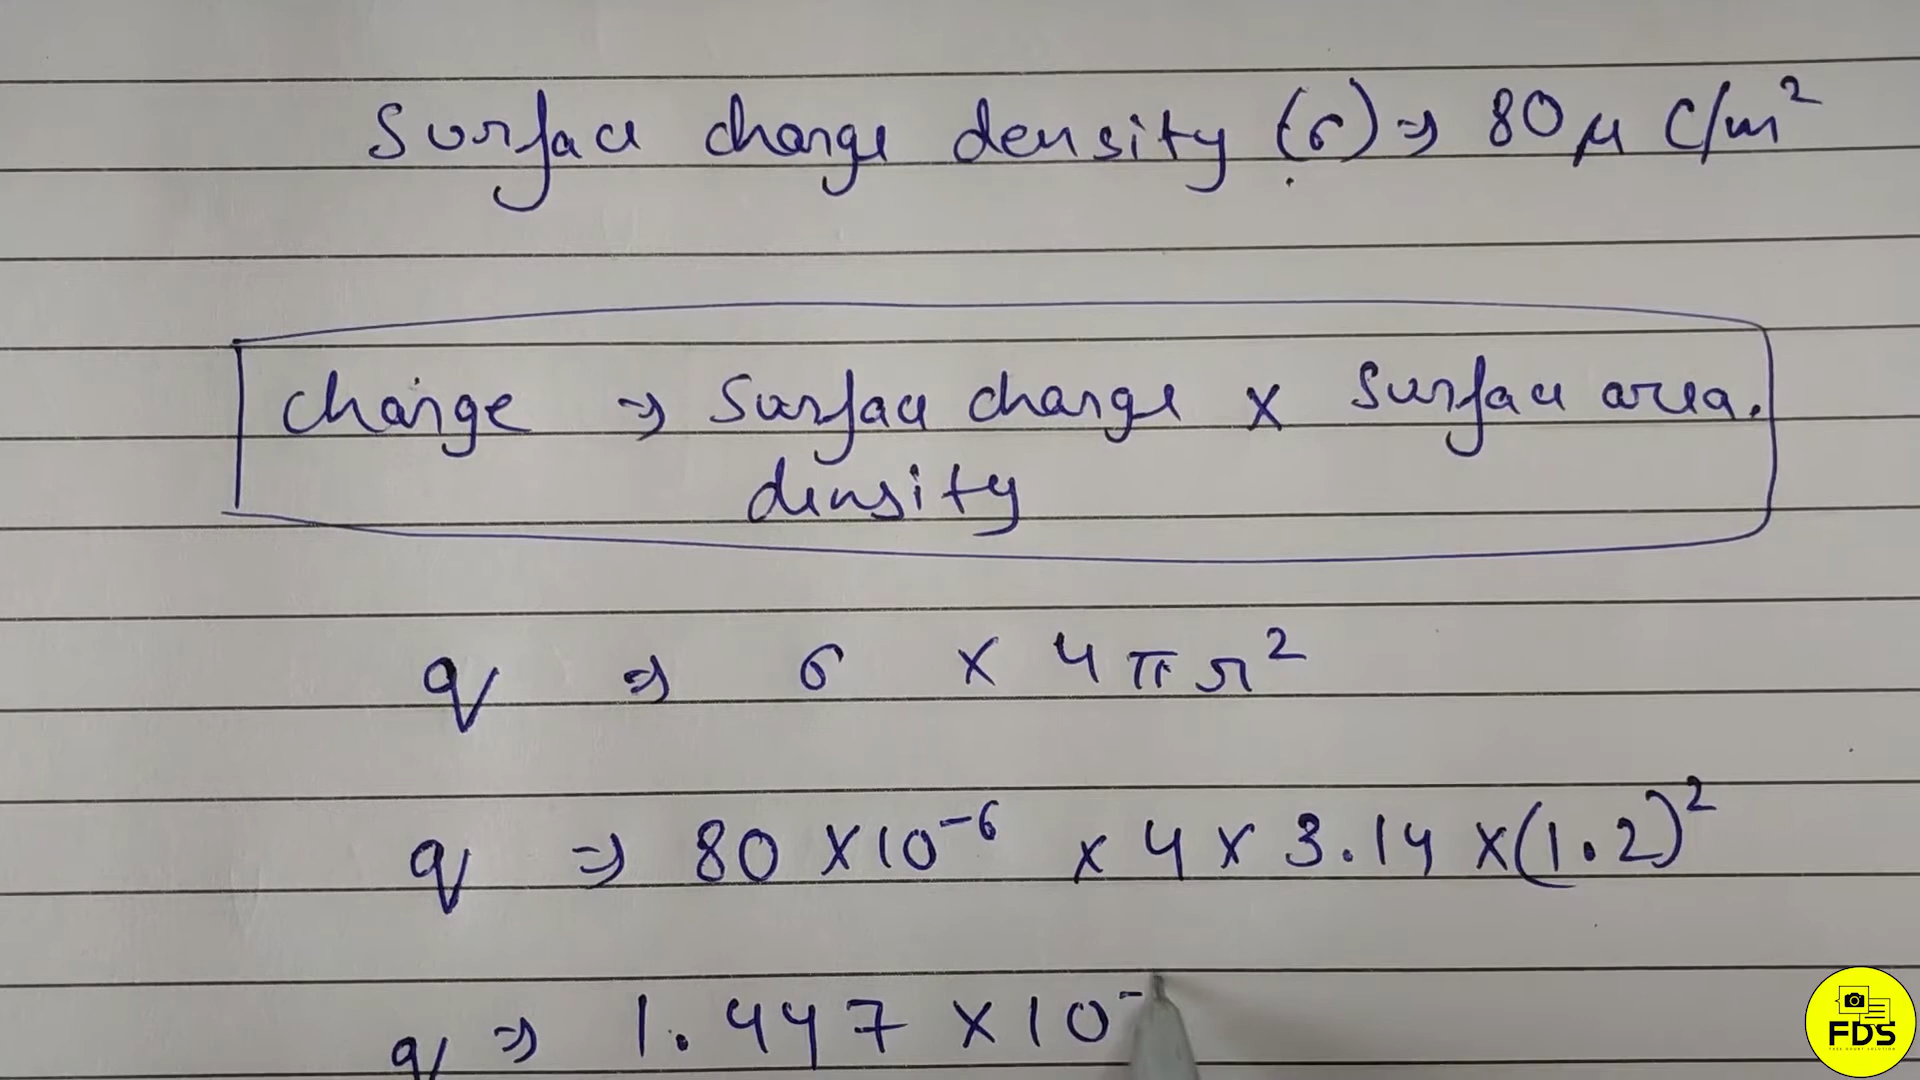 Surface charge density (σ) ⇒ 80 μ C/m²
Charge ⇒ Surface charge × Surface area.
density
q ⇒ σ × 4πr²
q ⇒ 80 × 10⁻⁶ × 4 × 3.14 × (1.2)²
q ⇒ 1.447 × 10⁻
FDS